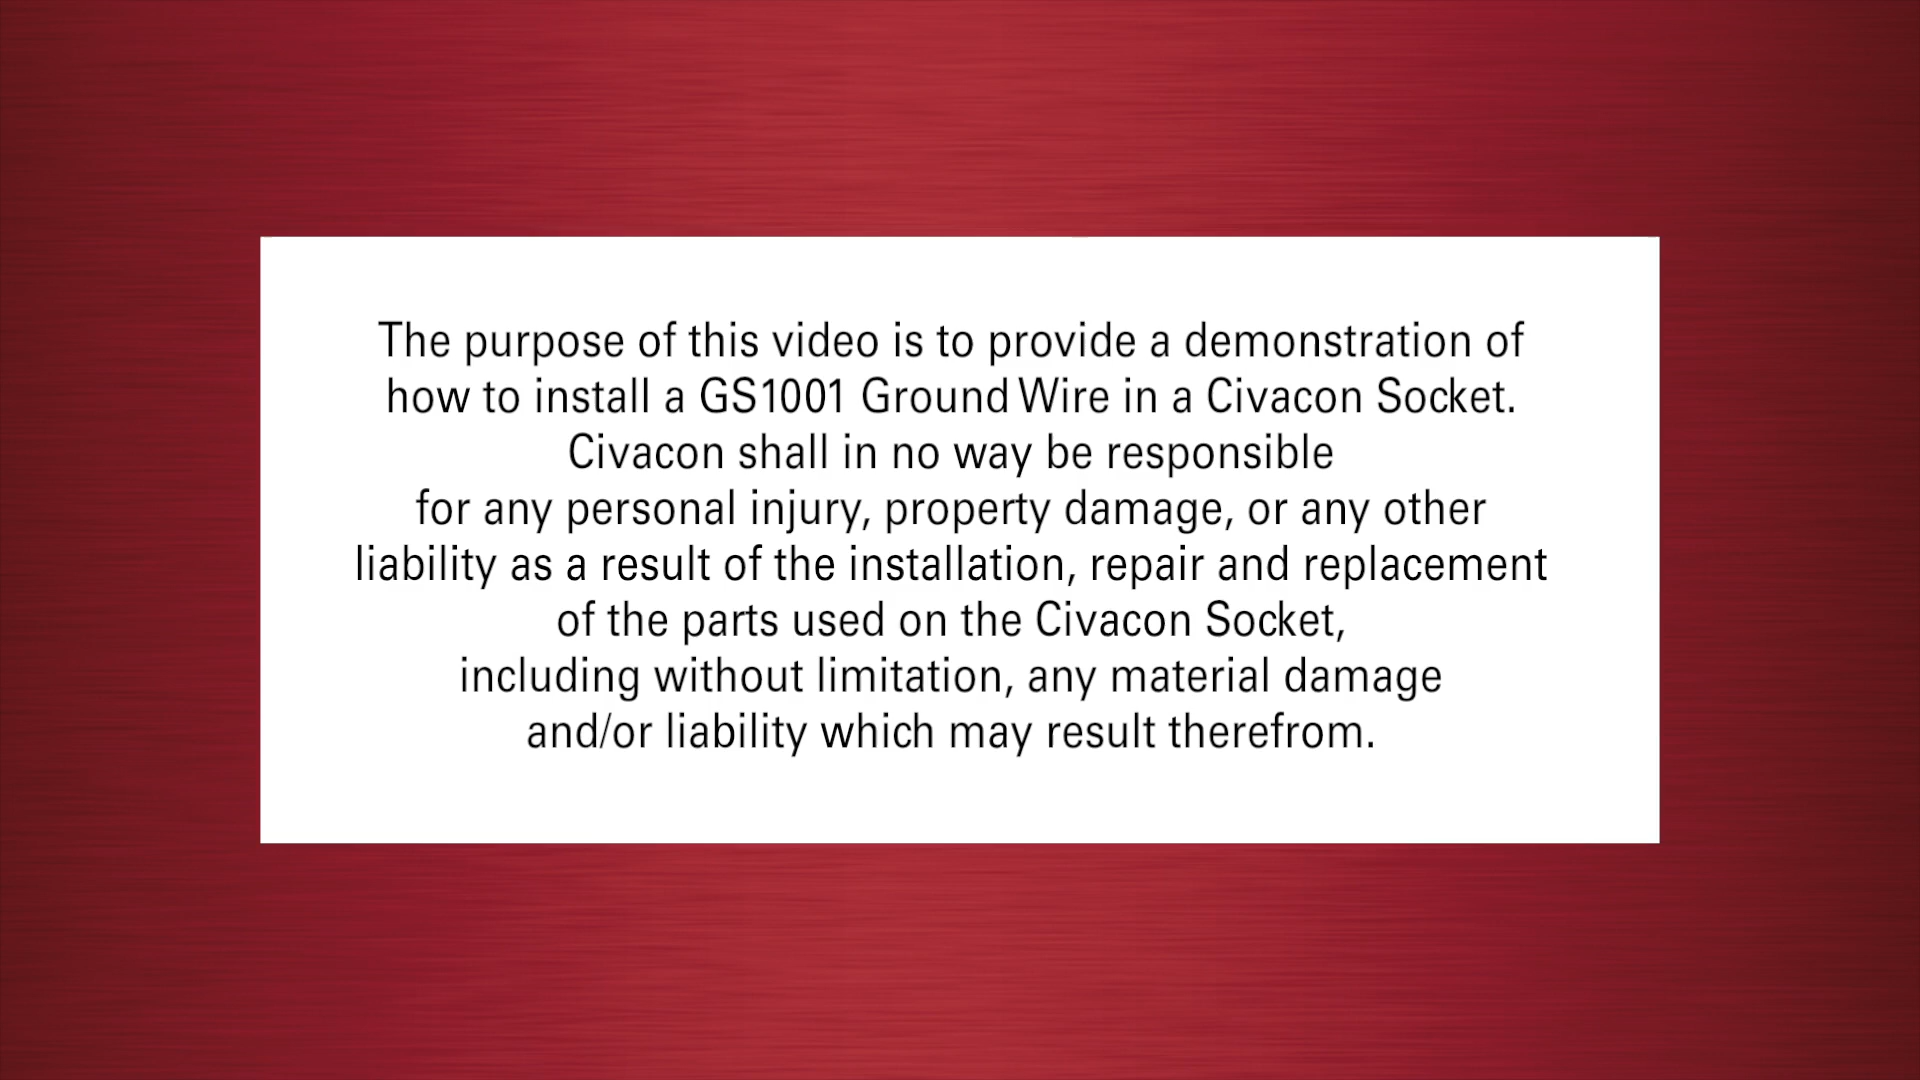 The purpose of this video is to provide a demonstration of
how to install a GS1001 Ground Wire in a Civacon Socket.
Civacon shall in no way be responsible
for any personal injury, property damage, or any other
liability as a result of the installation, repair and replacement
of the parts used on the Civacon Socket,
including without limitation, any material damage
and/or liability which may result therefrom.